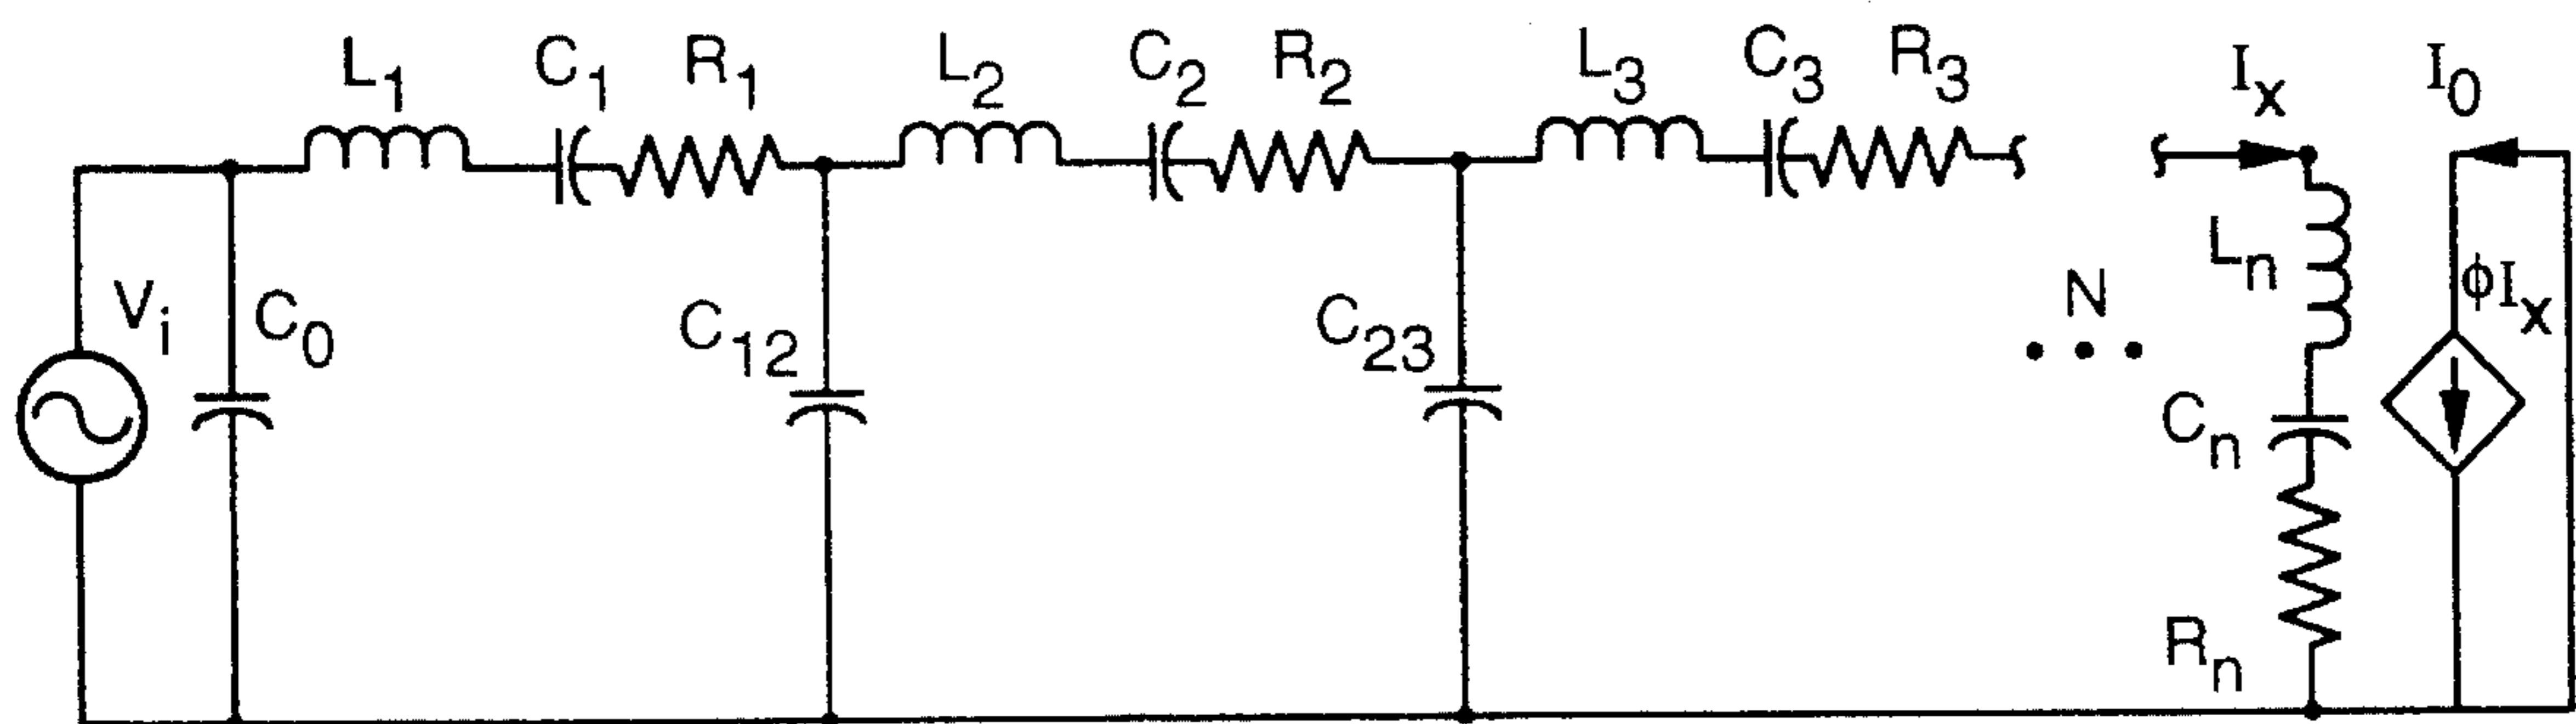 L1 C1 R1 L2 C2 R2 L3 C3 R3 Ix I0
Vi C0 C12 C23 N Ln ϕIx
Cn
Rn